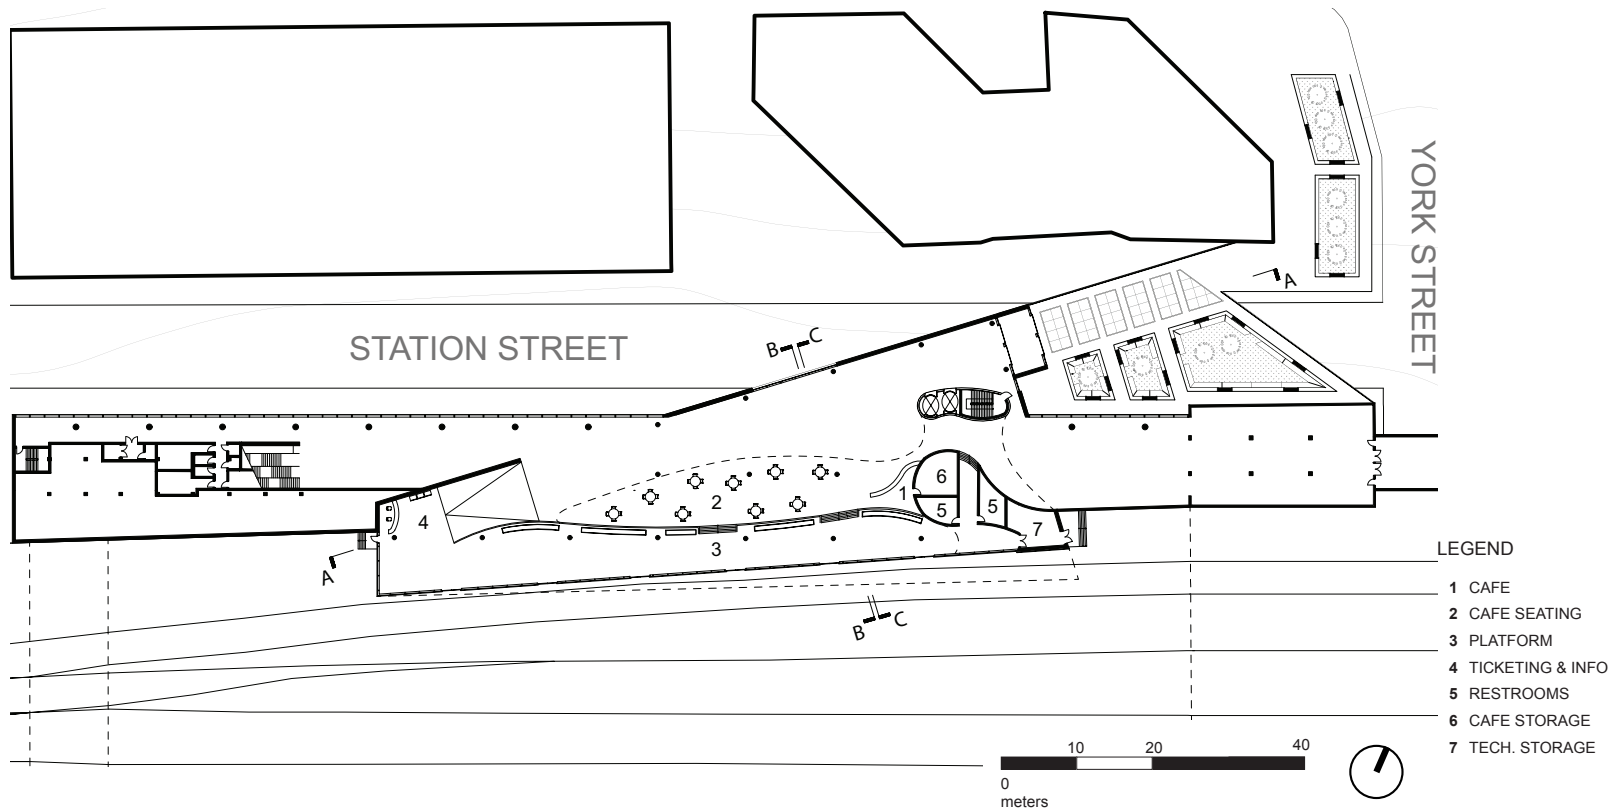 YORK STREET
A
STATION STREET
B C
6
1
2
5
5
7
4
3
A
B C
LEGEND
1 CAFE
2 CAFE SEATING
3 PLATFORM
4 TICKETING & INFO
5 RESTROOMS
6 CAFE STORAGE
7 TECH. STORAGE
10 20 40
0
meters